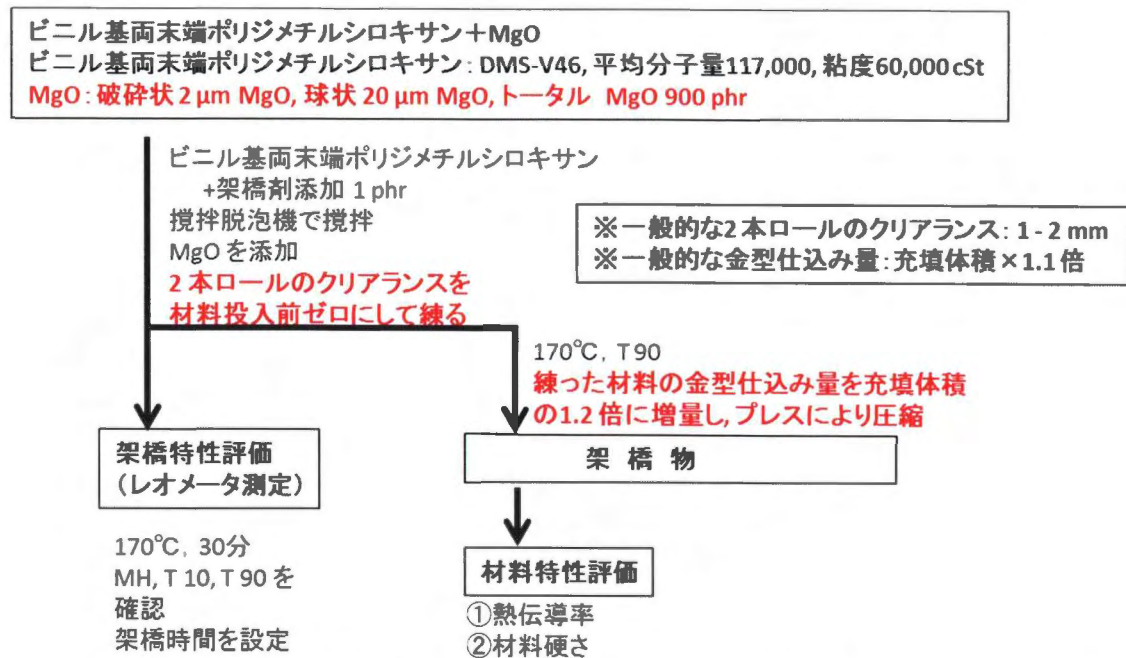 ビニル基両末端ポリジメチルシロキサン+MgO
ビニル基両末端ポリジメチルシロキサン: DMS-V46, 平均分子量117,000, 粘度60,000 cSt
MgO: 破砕状 2 μm MgO, 球状 20 μm MgO, トータル MgO 900 phr
ビニル基両末端ポリジメチルシロキサン
+架橋剤添加 1 phr
撹拌脱泡機で撹拌
MgO を添加
2 本ロールのクリアランスを
材料投入前ゼロにして練る
※一般的な2 本ロールのクリアランス: 1 - 2 mm
※一般的な金型仕込み量:充填体積×1.1 倍
170℃, T 90
練った材料の金型仕込み量を充填体積
の1.2 倍に増量し, プレスにより圧縮
架橋特性評価
(レオメータ測定)
架 橋 物
170℃, 30分
MH, T 10, T 90 を
確認
架橋時間を設定
材料特性評価
①熱伝導率
②材料硬さ